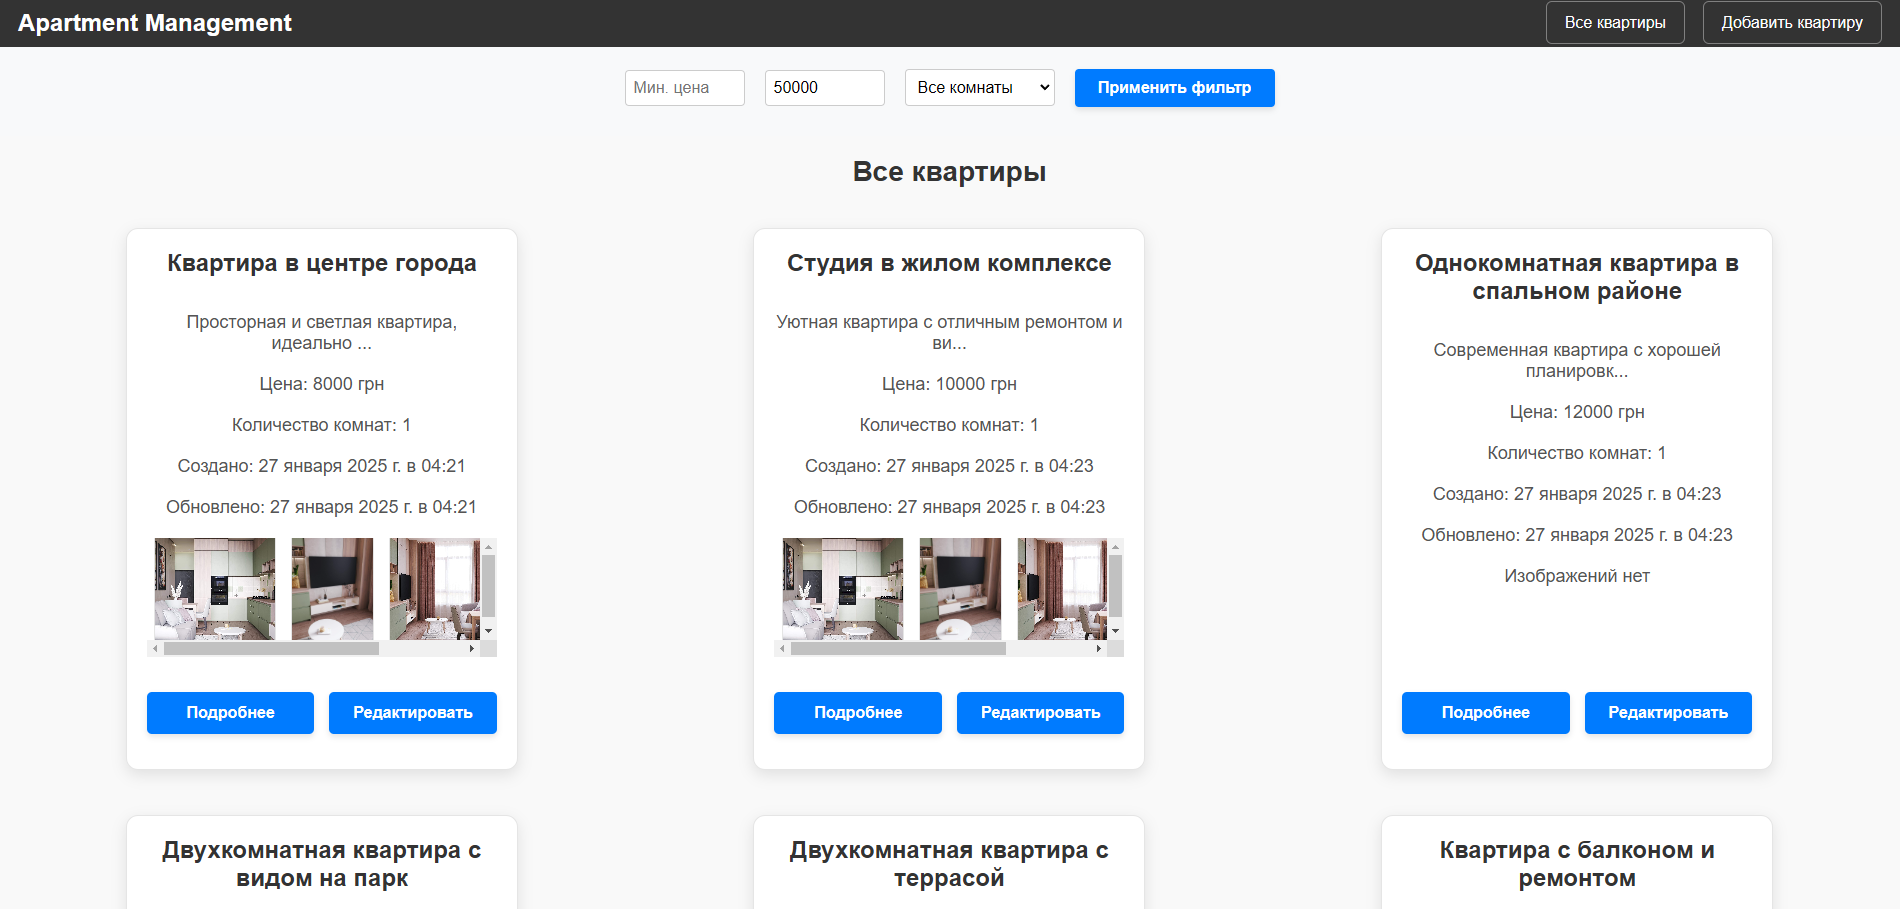 Apartment Management
Все квартиры
Добавить квартиру
Мин. цена
50000
Все комнаты
Применить фильтр
Все квартиры
Квартира в центре города
Просторная и светлая квартира,
идеально ...
Цена: 8000 грн
Количество комнат: 1
Создано: 27 января 2025 г. в 04:21
Обновлено: 27 января 2025 г. в 04:21
Подробнее
Редактировать
Студия в жилом комплексе
Уютная квартира с отличным ремонтом и
ви...
Цена: 10000 грн
Количество комнат: 1
Создано: 27 января 2025 г. в 04:23
Обновлено: 27 января 2025 г. в 04:23
Подробнее
Редактировать
Однокомнатная квартира в
спальном районе
Современная квартира с хорошей
планировк...
Цена: 12000 грн
Количество комнат: 1
Создано: 27 января 2025 г. в 04:23
Обновлено: 27 января 2025 г. в 04:23
Изображений нет
Подробнее
Редактировать
Двухкомнатная квартира с
видом на парк
Двухкомнатная квартира с
террасой
Квартира с балконом и
ремонтом